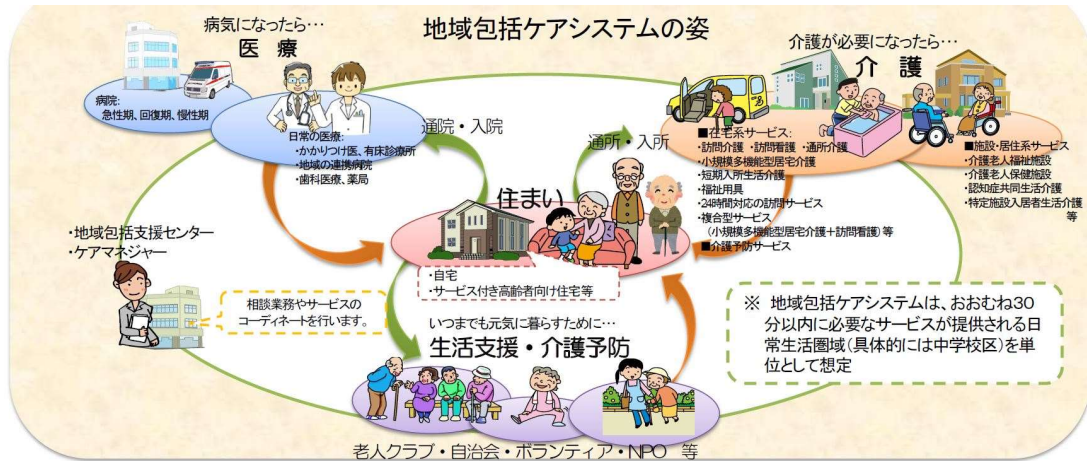 地域包括ケアシステムの姿
病気になったら…
医 療
病院:
急性期、回復期、慢性期
日常の医療:
・かかりつけ医、有床診療所
・地域の連携病院
・歯科医療、薬局
通院・入院
通所・入所
介護が必要になったら…
介 護
■在宅系サービス:
・訪問介護 ・訪問看護 ・通所介護
・小規模多機能型居宅介護
・短期入所生活介護
・福祉用具
・24時間対応の訪問サービス
・複合型サービス
(小規模多機能型居宅介護+訪問看護) 等
■介護予防サービス
■施設・居住系サービス
・介護老人福祉施設
・介護老人保健施設
・認知症共同生活介護
・特定施設入居者生活介護
等
住まい
・自宅
・サービス付き高齢者向け住宅等
・地域包括支援センター
・ケアマネジャー
相談業務やサービスの
コーディネートを行います。
いつまでも元気に暮らすために…
生活支援・介護予防
老人クラブ・自治会・ボランティア・NPO 等
※ 地域包括ケアシステムは、おおむね30
分以内に必要なサービスが提供される日
常生活圏域(具体的には中学校区)を単
位として想定